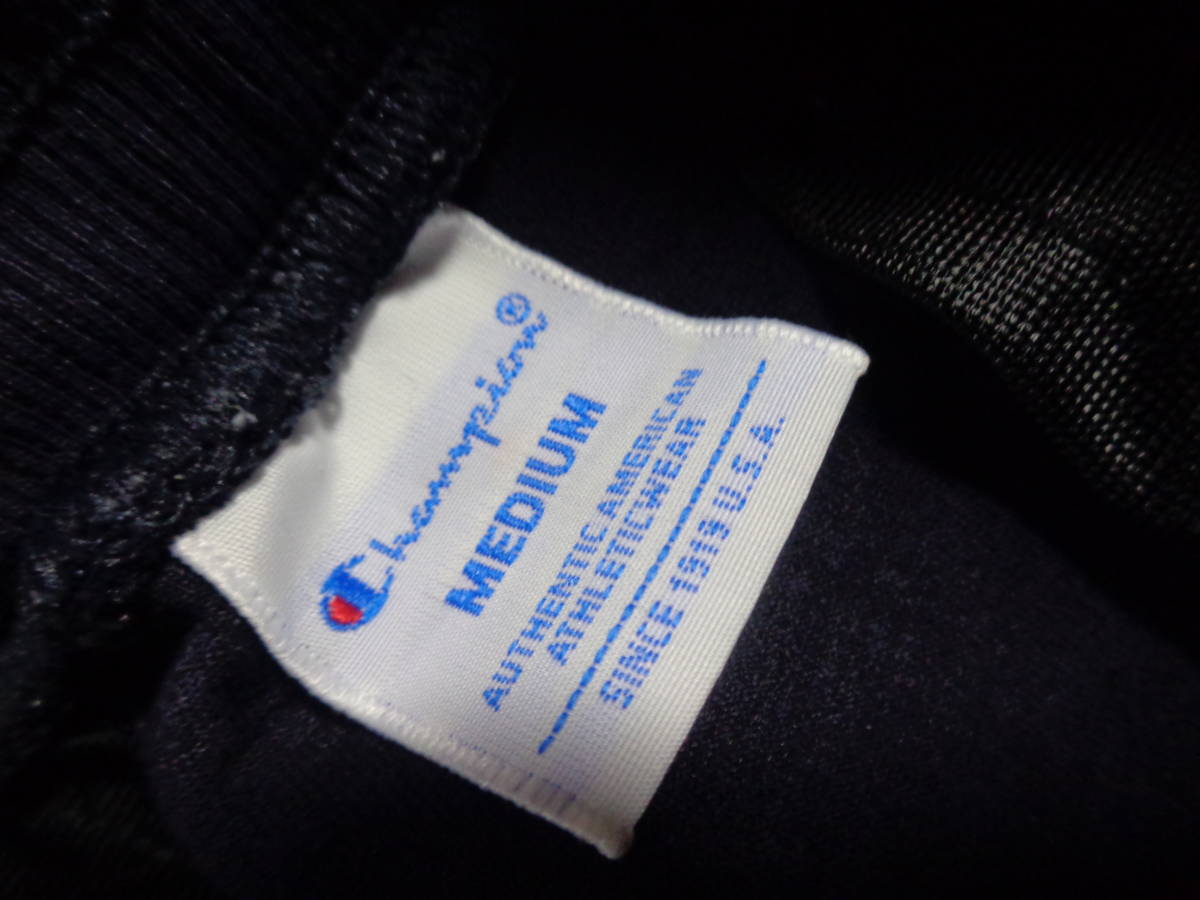 Champion®
MEDIUM
AUTHENTIC AMERICAN
ATHLETICWEAR
SINCE 1919 U.S.A.